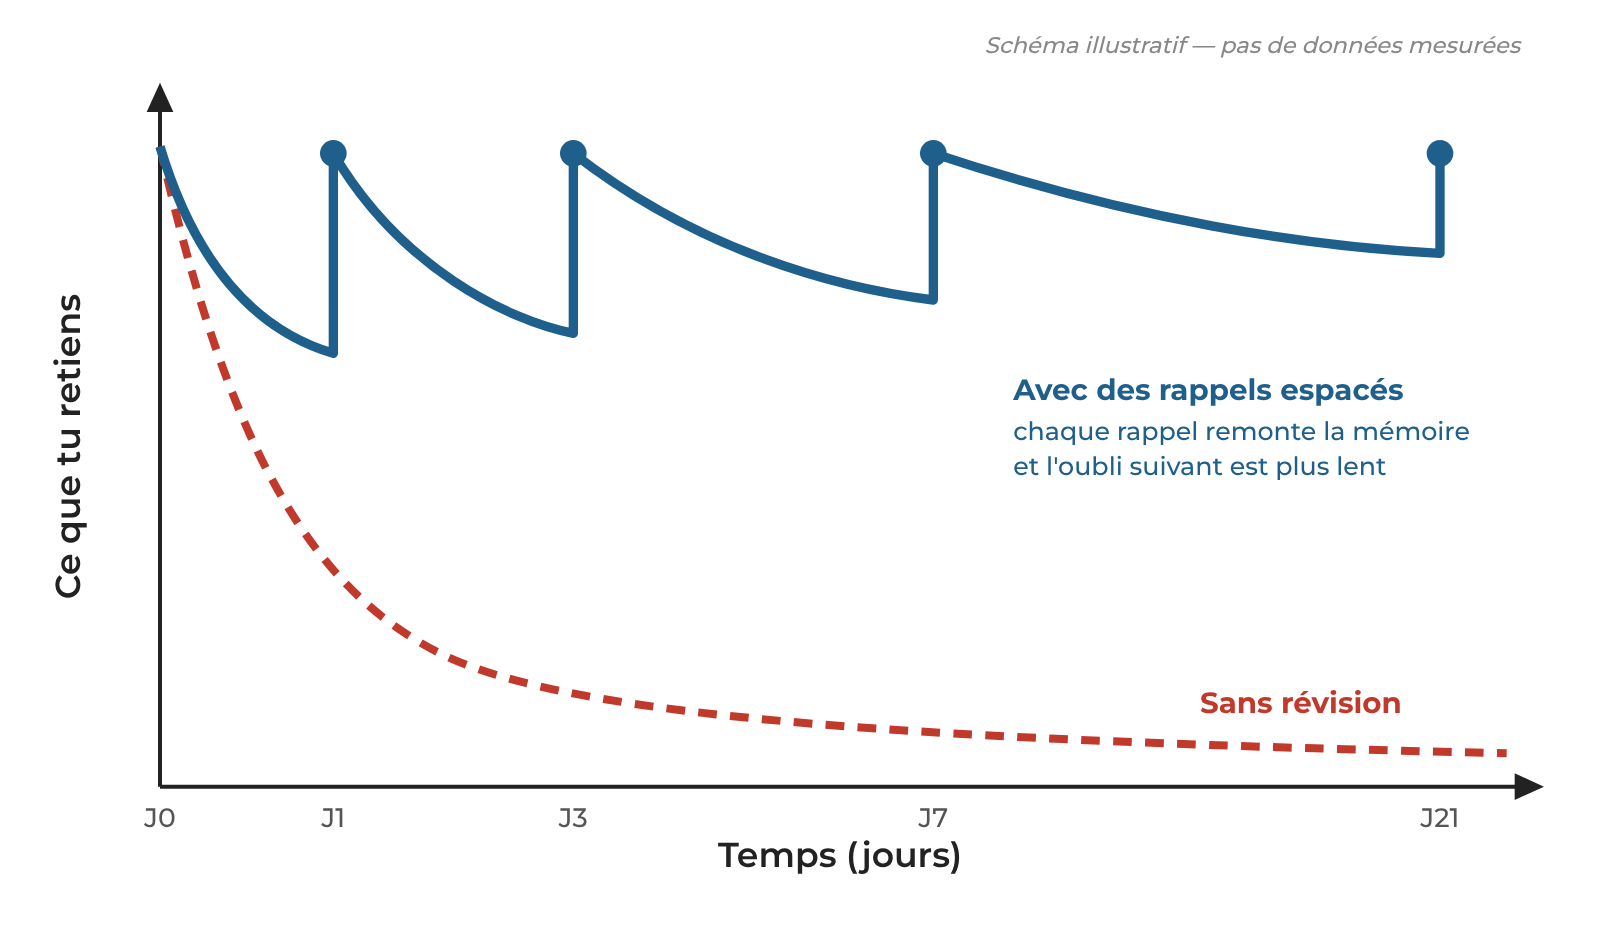 Schéma illustratif — pas de données mesurées
Ce que tu retiens
Avec des rappels espacés
chaque rappel remonte la mémoire
et l'oubli suivant est plus lent
Sans révision
J0 J1 J3 J7 J21
Temps (jours)